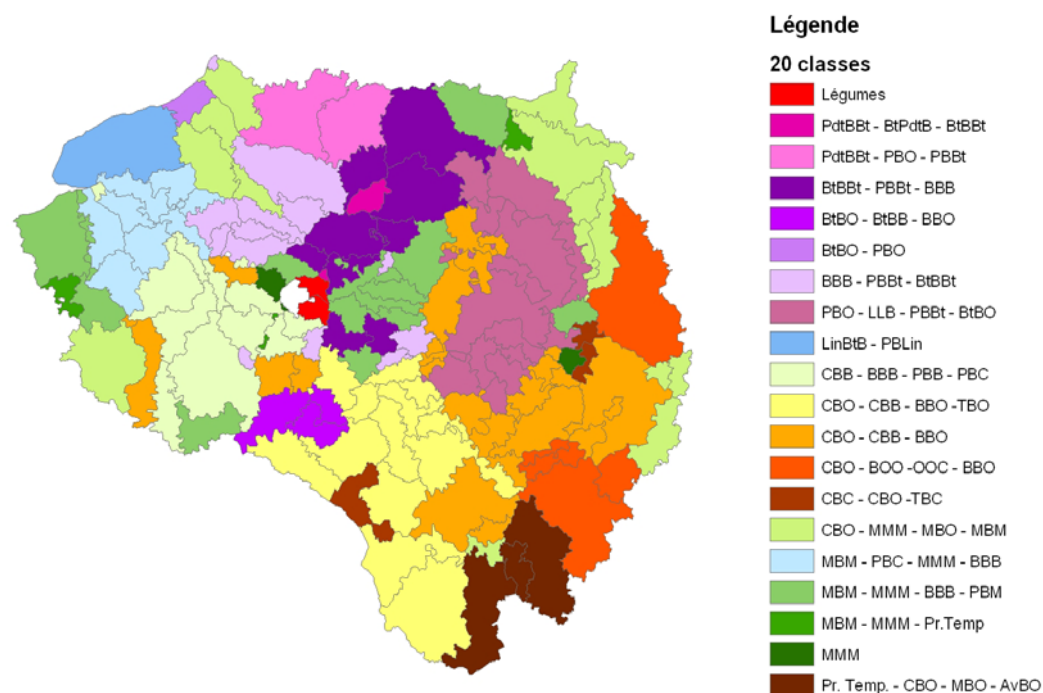 Légende
20 classes
Légumes
PdtBBt - BtPdtB - BtBBt
PdtBBt - PBO - PBBt
BtBBt - PBBt - BBB
BtBO - BtBB - BBO
BtBO - PBO
BBB - PBBt - BtBBt
PBO - LLB - PBBt - BtBO
LinBtB - PBLin
CBB - BBB - PBB - PBC
CBO - CBB - BBO -TBO
CBO - CBB - BBO
CBO - BOO -OOC - BBO
CBC - CBO -TBC
CBO - MMM - MBO - MBM
MBM - PBC - MMM - BBB
MBM - MMM - BBB - PBM
MBM - MMM - Pr.Temp
MMM
Pr. Temp. - CBO - MBO - AvBO